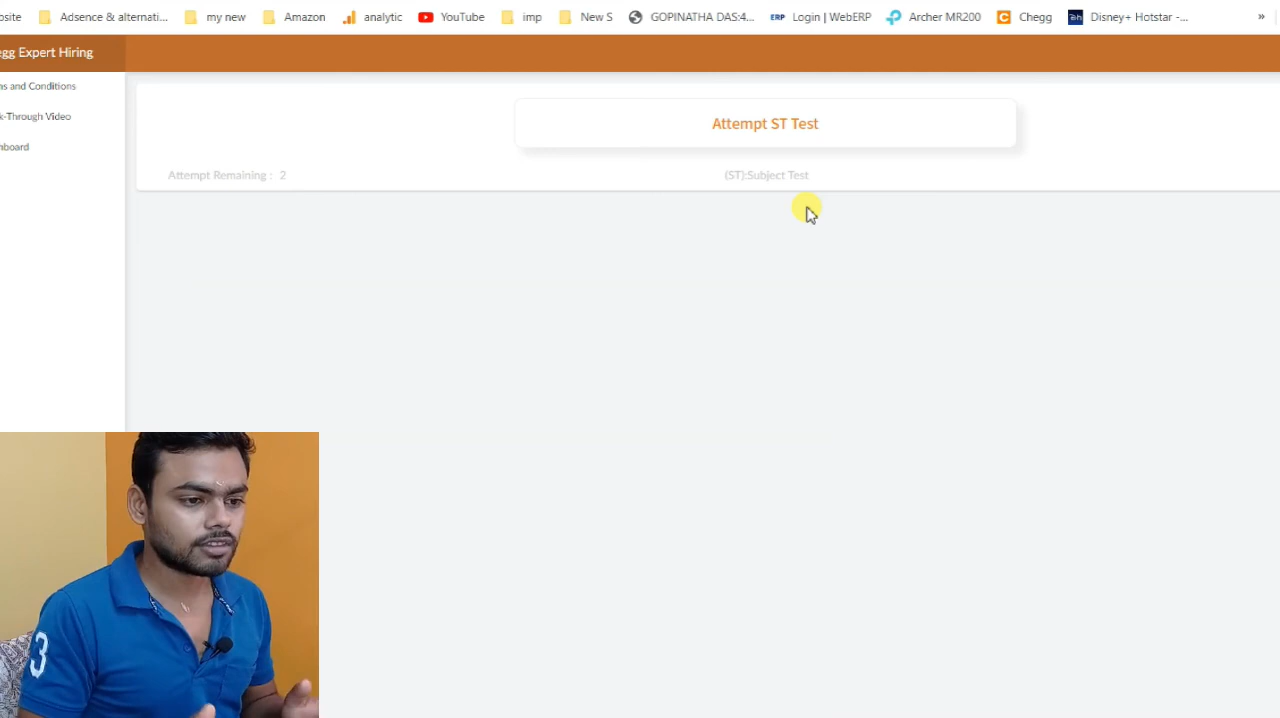 osite Adsence & alternati... my new Amazon analytic YouTube imp New S GOPINATHA DAS:4... ERP Login | WebERP Archer MR200 Chegg Disney+ Hotstar -... »
egg Expert Hiring
ns and Conditions
k-Through Video
nboard
Attempt ST Test
Attempt Remaining : 2
(ST):Subject Test
3